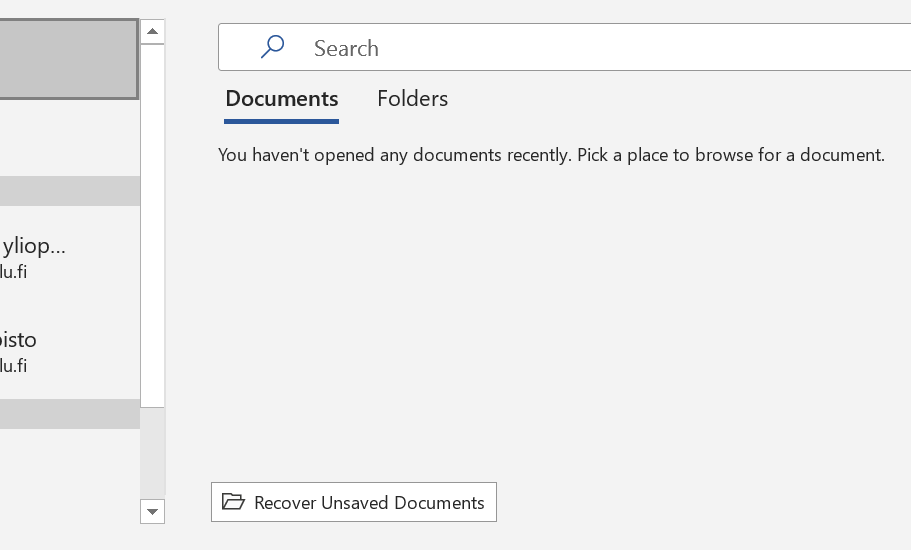 Search
Documents Folders
You haven't opened any documents recently. Pick a place to browse for a document.
yliop...
lu.fi
isto
lu.fi
Recover Unsaved Documents